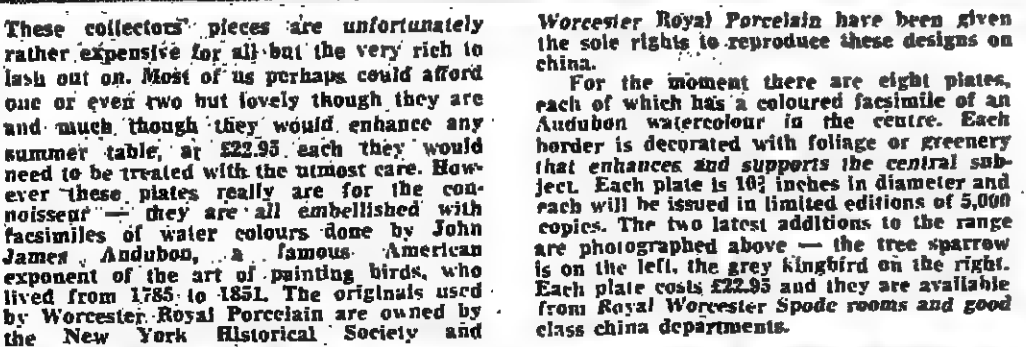 These collectors' pieces are unfortunately
rather expensive for all but the very rich to
lash out on. Most of us perhaps could afford
one or even two but lovely though they are
and much though they would enhance any
summer table, at £22.95 each they would
need to be treated with the utmost care. How-
ever these plates really are for the con-
noisseur — they are all embellished with
facsimiles of water colours done by John
James Audubon, a famous American
exponent of the art of painting birds, who
lived from 1785 to 1851. The originals used
by Worcester Royal Porcelain are owned by
the New York Historical Society and
Worcester Royal Porcelain have been given
the sole rights to reproduce these designs on
china.
For the moment there are eight plates,
each of which has a coloured facsimile of an
Audubon watercolour in the centre. Each
border is decorated with foliage or greenery
that enhances and supports the central sub-
ject. Each plate is 10¾ inches in diameter and
each will be issued in limited editions of 5,000
copies. The two latest additions to the range
are photographed above — the tree sparrow
is on the left, the grey kingbird on the right.
Each plate costs £22.95 and they are available
from Royal Worcester Spode rooms and good
class china departments.